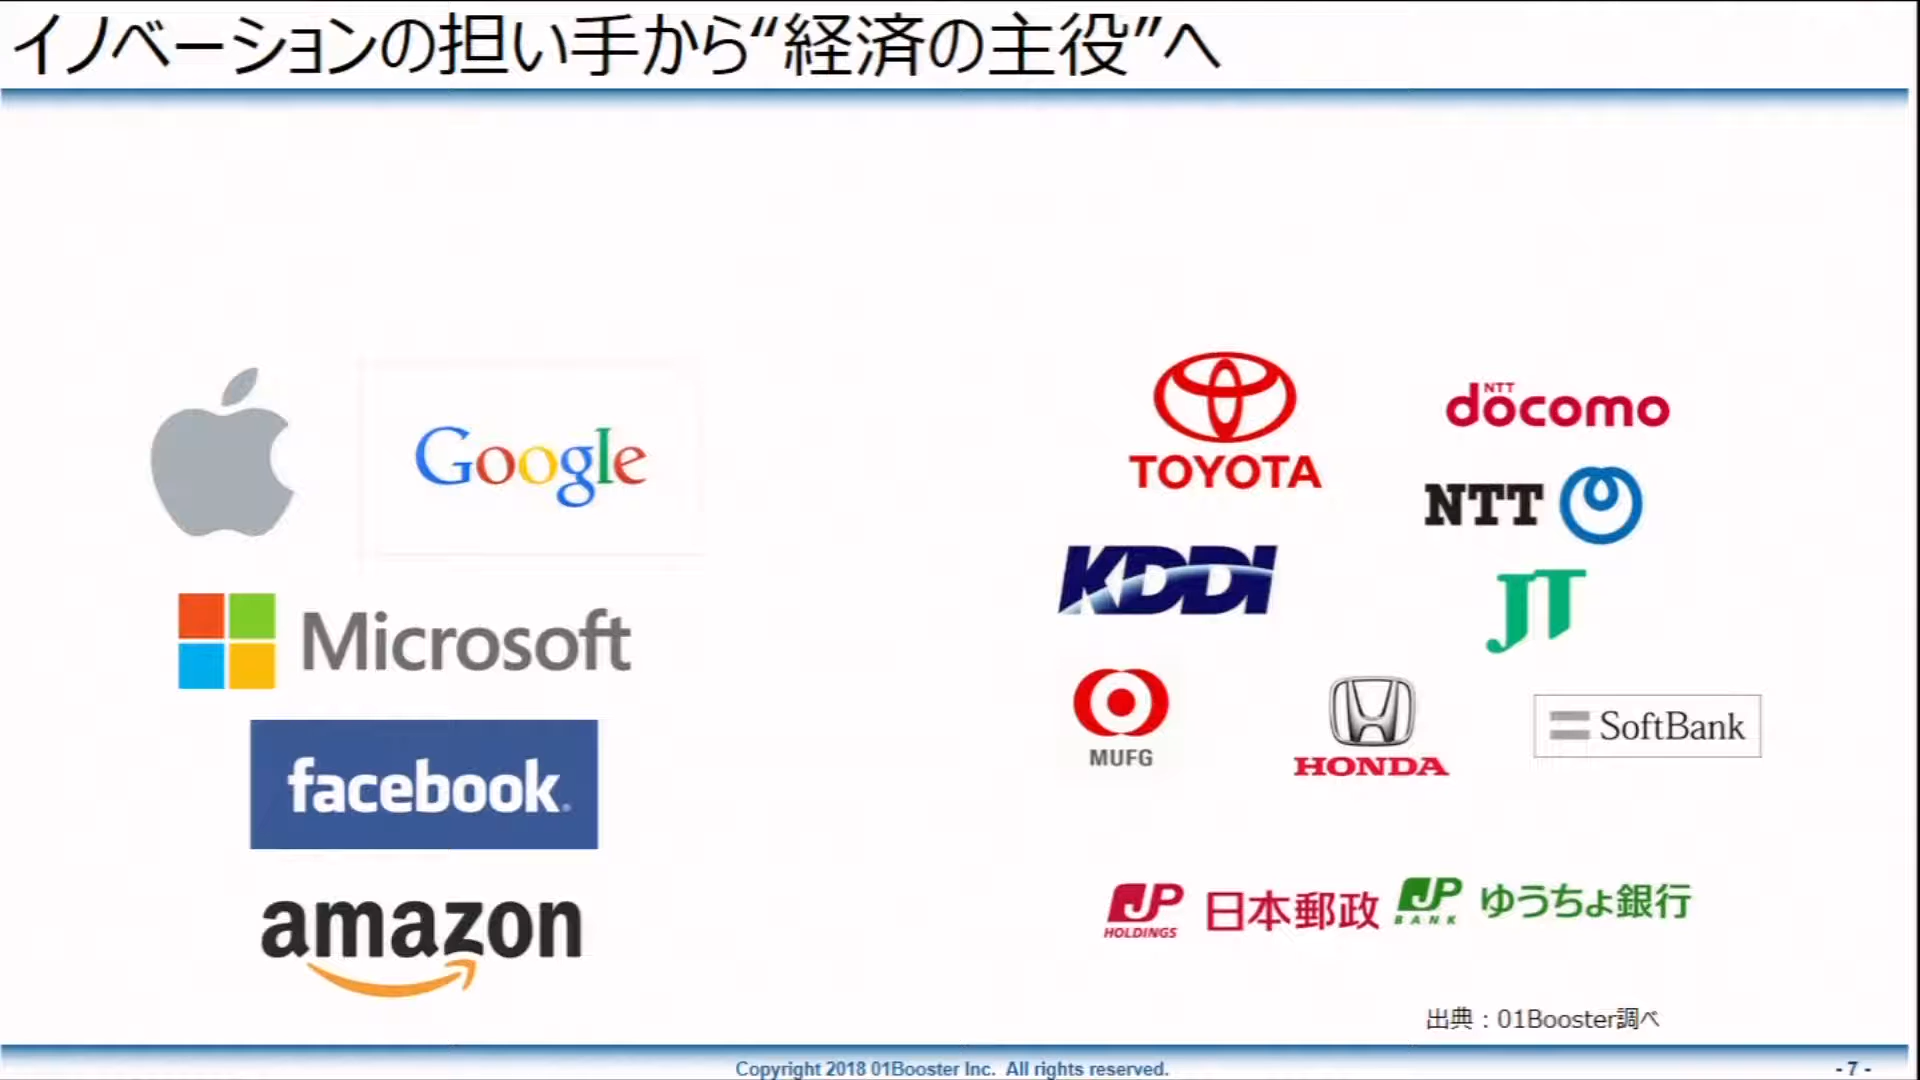 イノベーションの担い手から“経済の主役”へ
Google
Microsoft
facebook
amazon
TOYOTA
NTT
docomo
NTT
KDDI
JT
MUFG
HONDA
SoftBank
JP
HOLDINGS
日本郵政
JP
BANK
ゆうちょ銀行
出典：01Booster調べ
Copyright 2018 01Booster Inc. All rights reserved.
- 7 -